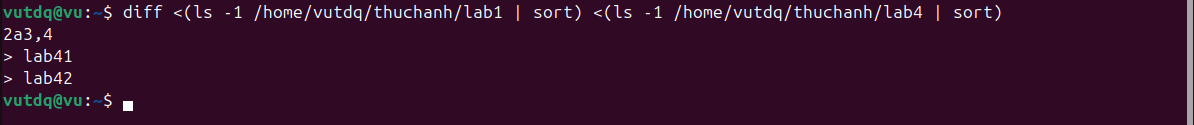 vutdq@vu:~$ diff <(ls -1 /home/vutdq/thuchanh/lab1 | sort) <(ls -1 /home/vutdq/thuchanh/lab4 | sort)
2a3,4
> lab41
> lab42
vutdq@vu:~$